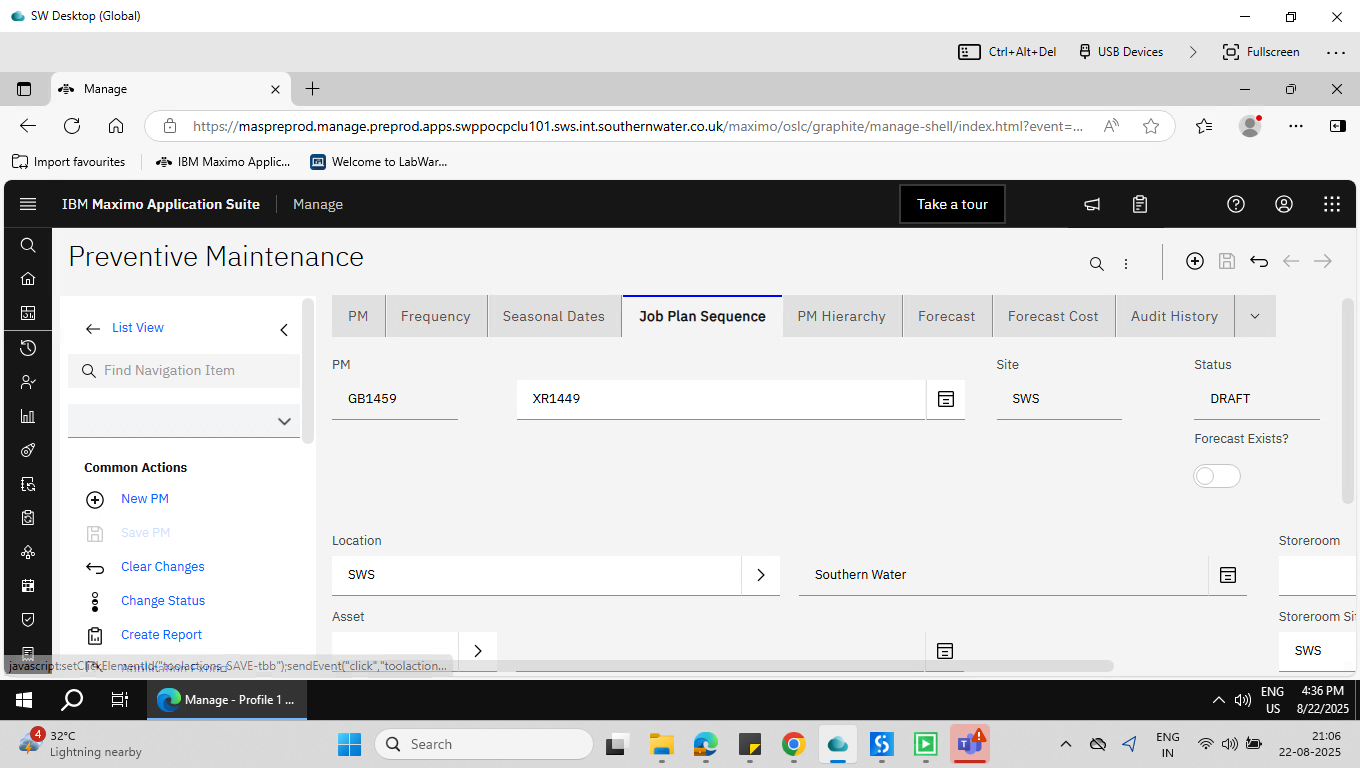 SW Desktop (Global)
Ctrl+Alt+Del USB Devices Fullscreen
Manage
https://maspreprod.manage.preprod.apps.swppocpclu101.sws.int.southernwater.co.uk/maximo/oslc/graphite/manage-shell/index.html?event=...
Import favourites IBM Maximo Applic... Welcome to LabWar...
IBM Maximo Application Suite Manage Take a tour
Preventive Maintenance
List View
Find Navigation Item
Common Actions
New PM
Save PM
Clear Changes
Change Status
Create Report
PM Frequency Seasonal Dates Job Plan Sequence PM Hierarchy Forecast Forecast Cost Audit History
PM Site Status
GB1459 XR1449 SWS DRAFT
Forecast Exists?
Location Storeroom
SWS Southern Water
Asset Storeroom Sit
SWS
javascript:setClickElementId("toolactions_SAVE-tbb");sendEvent("click","toolaction...
Manage - Profile 1 ...
ENG
US
4:36 PM
8/22/2025
4
32°C
Lightning nearby
Search
ENG
IN
21:06
22-08-2025